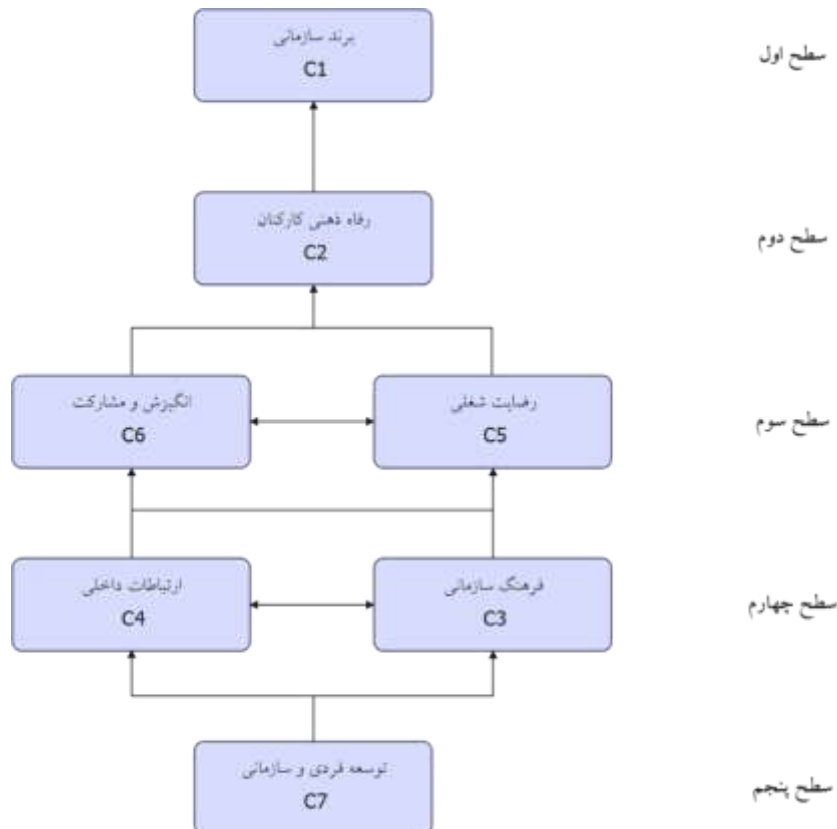 برند سازمانی
C1
سطح اول
رفاه ذهنی کارکنان
C2
سطح دوم
رضایت شغلی
C5
انگیزش و مشارکت
C6
سطح سوم
فرهنگ سازمانی
C3
ارتباطات داخلی
C4
سطح چهارم
توسعه فردی و سازمانی
C7
سطح پنجم